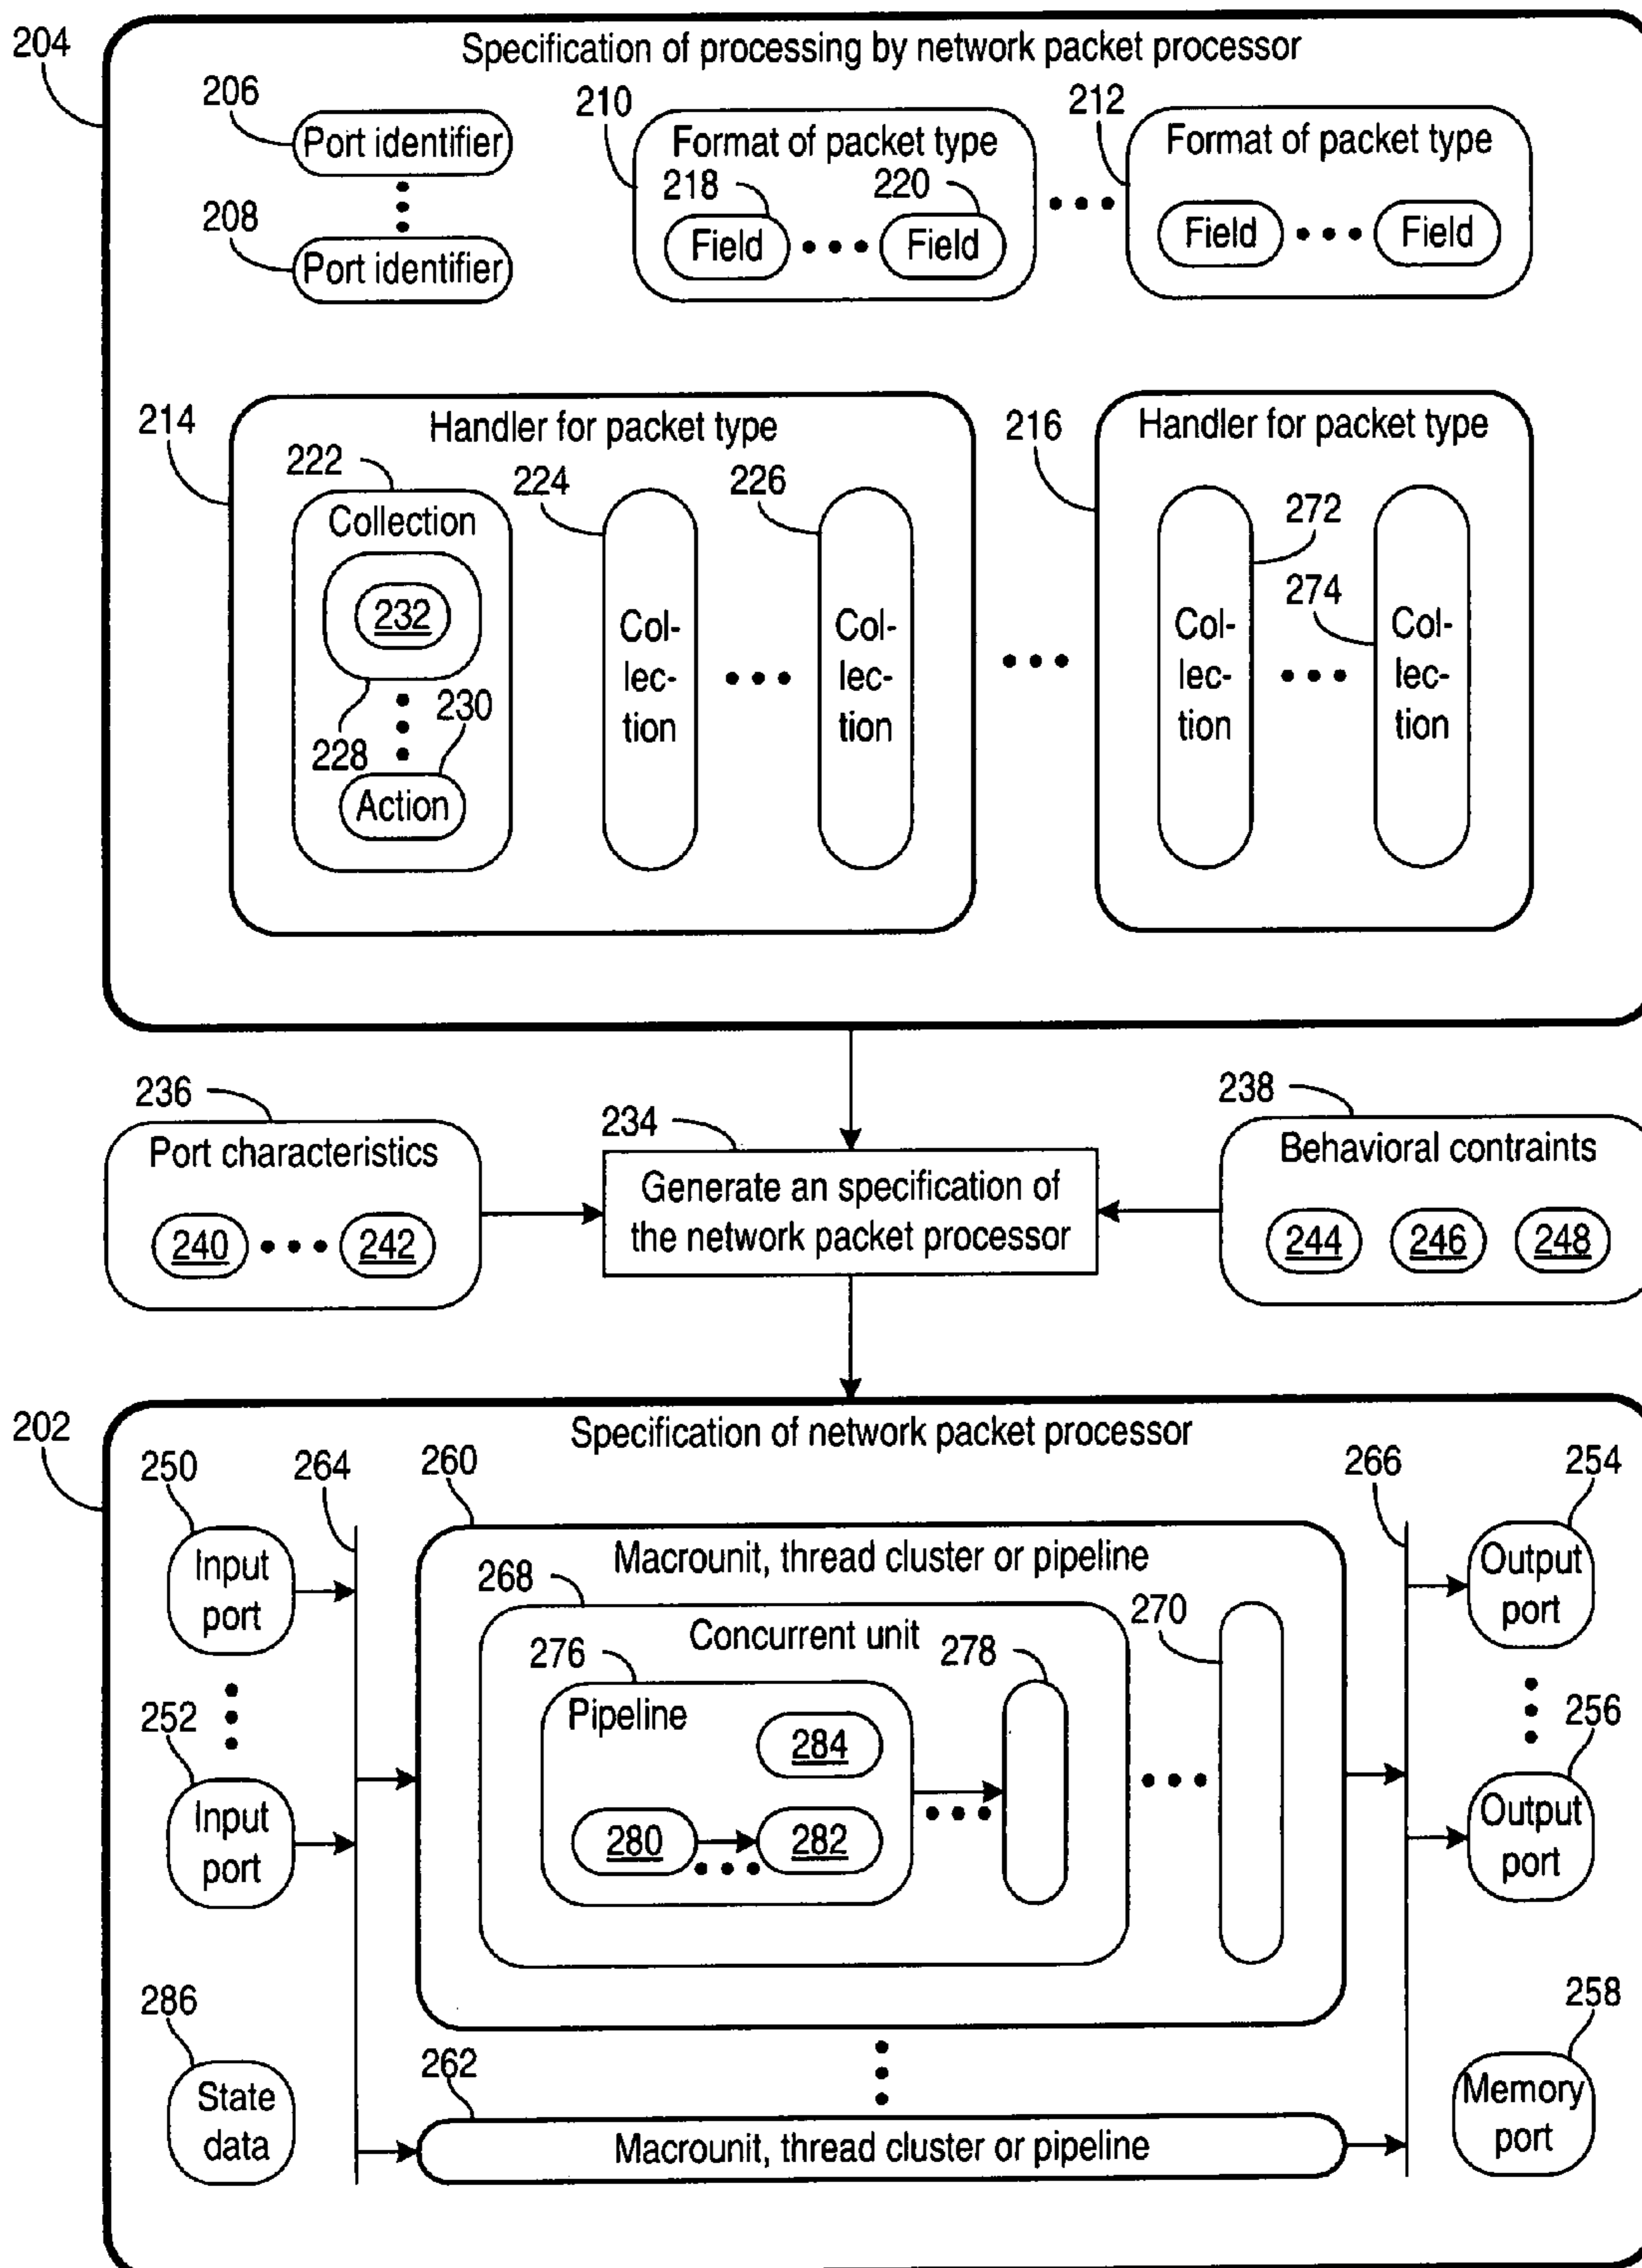 204
Specification of processing by network packet processor
206
Port identifier
208
Port identifier
210
Format of packet type
218
220
Field
Field
212
Format of packet type
Field
Field
214
Handler for packet type
222
Collection
232
228
230
Action
224
Col-
lec-
tion
226
Col-
lec-
tion
216
Handler for packet type
272
Col-
lec-
tion
274
Col-
lec-
tion
236
Port characteristics
240
242
234
Generate an specification of
the network packet processor
238
Behavioral contraints
244
246
248
202
Specification of network packet processor
250
Input
port
252
Input
port
286
State
data
264
260
Macrounit, thread cluster or pipeline
268
Concurrent unit
276
Pipeline
284
280
282
278
270
262
Macrounit, thread cluster or pipeline
266
254
Output
port
256
Output
port
258
Memory
port